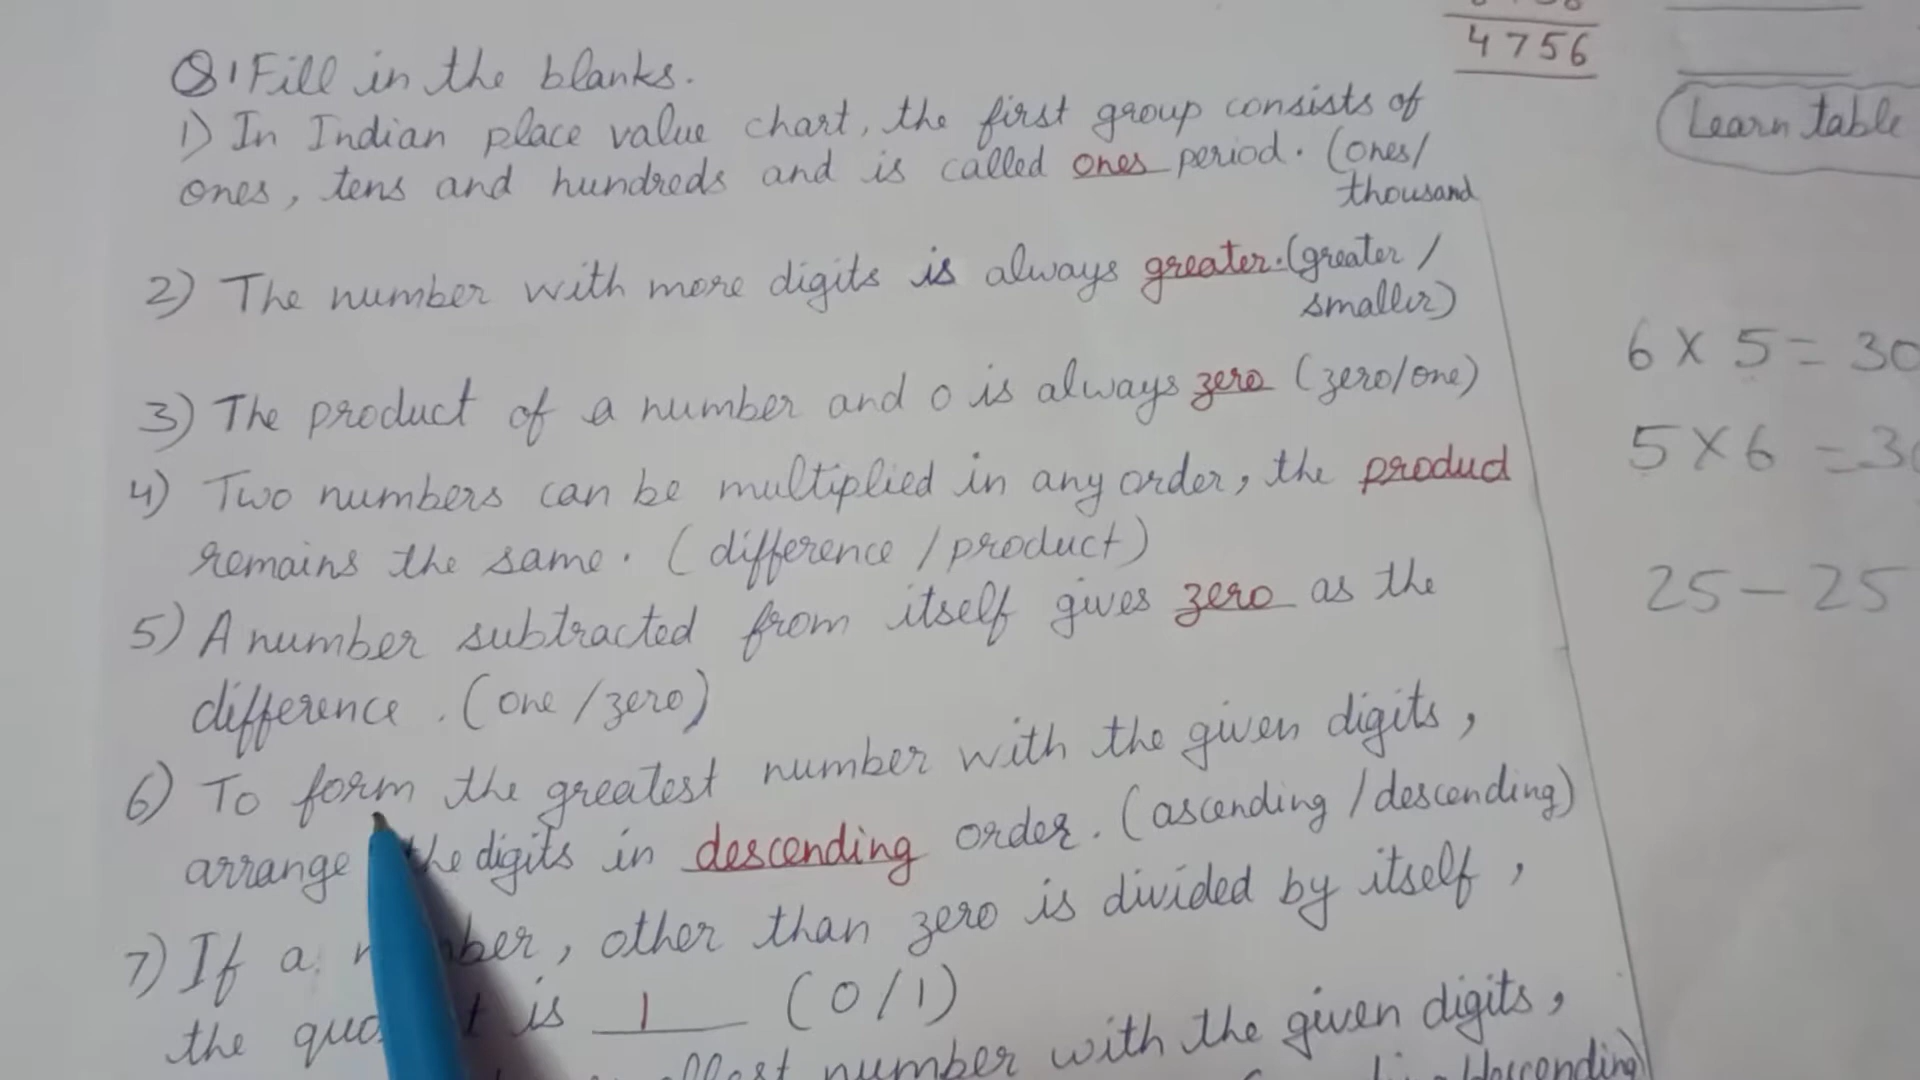 Q1 Fill in the blanks.
1) In Indian place value chart, the first group consists of
ones, tens and hundreds and is called ones period. (ones/
thousand
2) The number with more digits is always greater. (greater /
smaller)
3) The product of a number and 0 is always zero (zero/one)
4) Two numbers can be multiplied in any order, the product
remains the same. (difference / product)
5) A number subtracted from itself gives zero as the
difference. (one / zero)
6) To form the greatest number with the given digits,
arrange the digits in descending order. (ascending / descending)
7) If a, other than zero is divided by itself,
the is 1 (0/1)
number with the given digits,
4756
Learn table
6 X 5 = 30
5 X 6 = 3
25 - 25